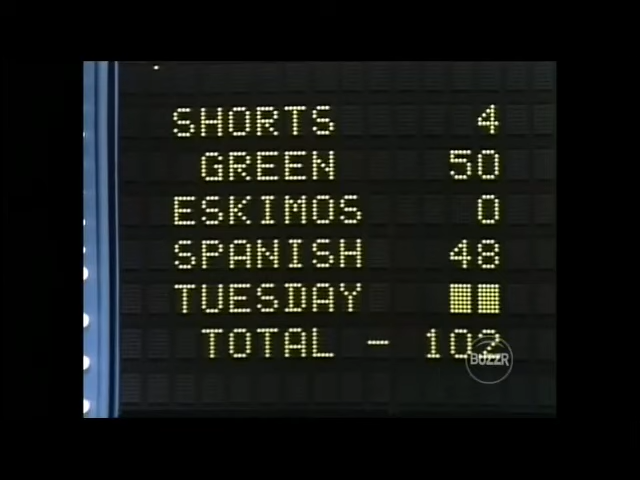 SHORTS 4
GREEN 50
ESKIMOS 0
SPANISH 48
TUESDAY
TOTAL - 102
BUZZR